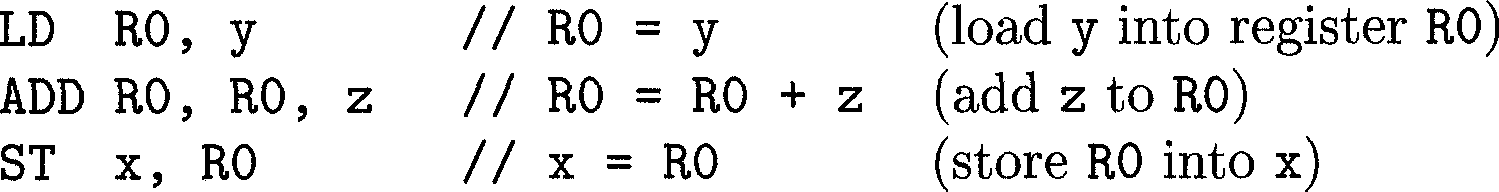 LD  R0, y // R0 = y (load y into register R0)
ADD R0, R0, z // R0 = R0 + z (add z to R0)
ST  x, R0 // x = R0 (store R0 into x)